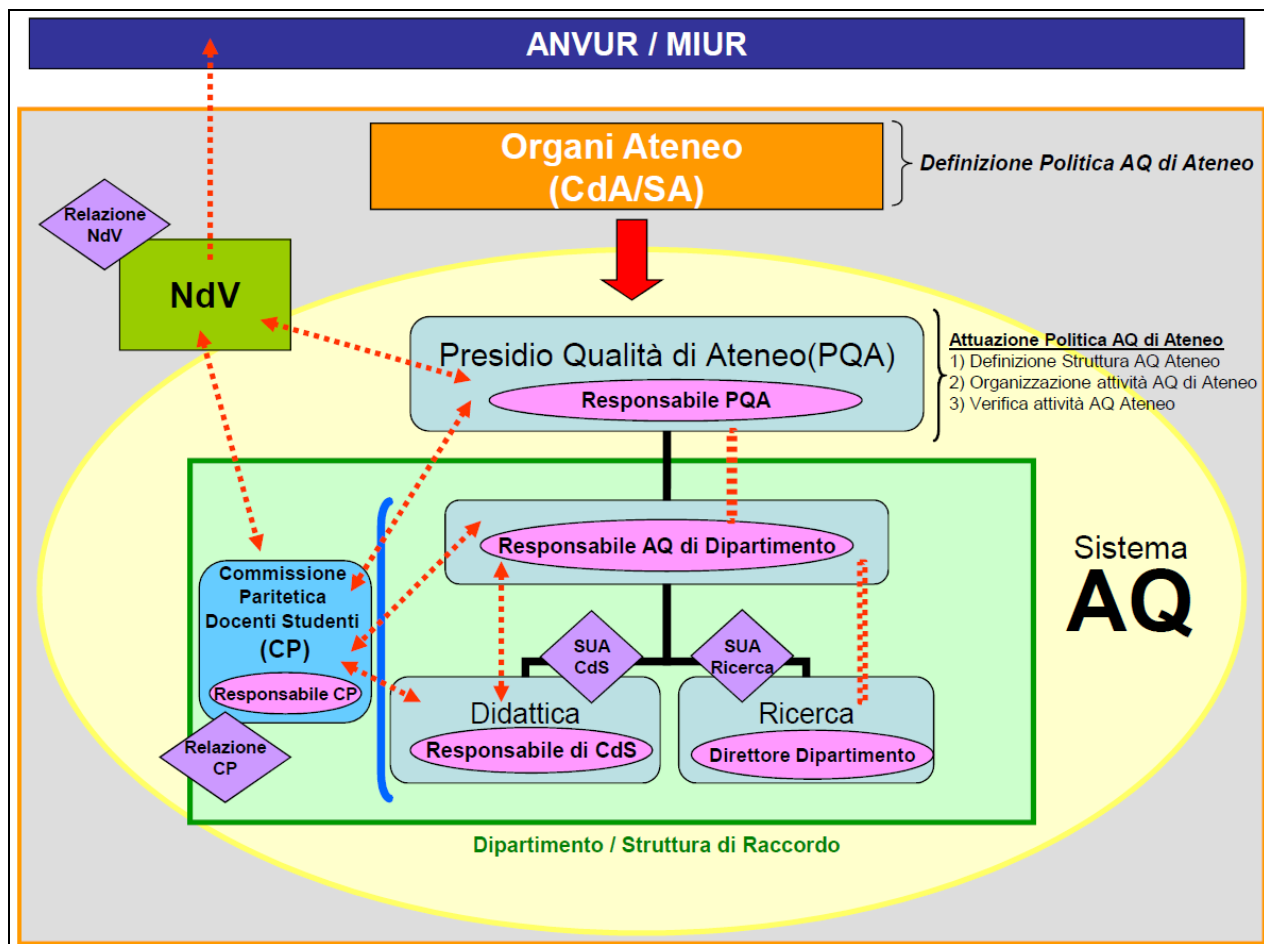 ANVUR / MIUR
Organi Ateneo
(CdA/SA)
Definizione Politica AQ di Ateneo
Relazione
NdV
NdV
Presidio Qualità di Ateneo(PQA)
Responsabile PQA
Attuazione Politica AQ di Ateneo
1) Definizione Struttura AQ Ateneo
2) Organizzazione attività AQ di Ateneo
3) Verifica attività AQ Ateneo
Responsabile AQ di Dipartimento
Sistema
AQ
Commissione
Paritetica
Docenti Studenti
(CP)
Responsabile CP
Relazione
CP
SUA
CdS
SUA
Ricerca
Didattica
Responsabile di CdS
Ricerca
Direttore Dipartimento
Dipartimento / Struttura di Raccordo